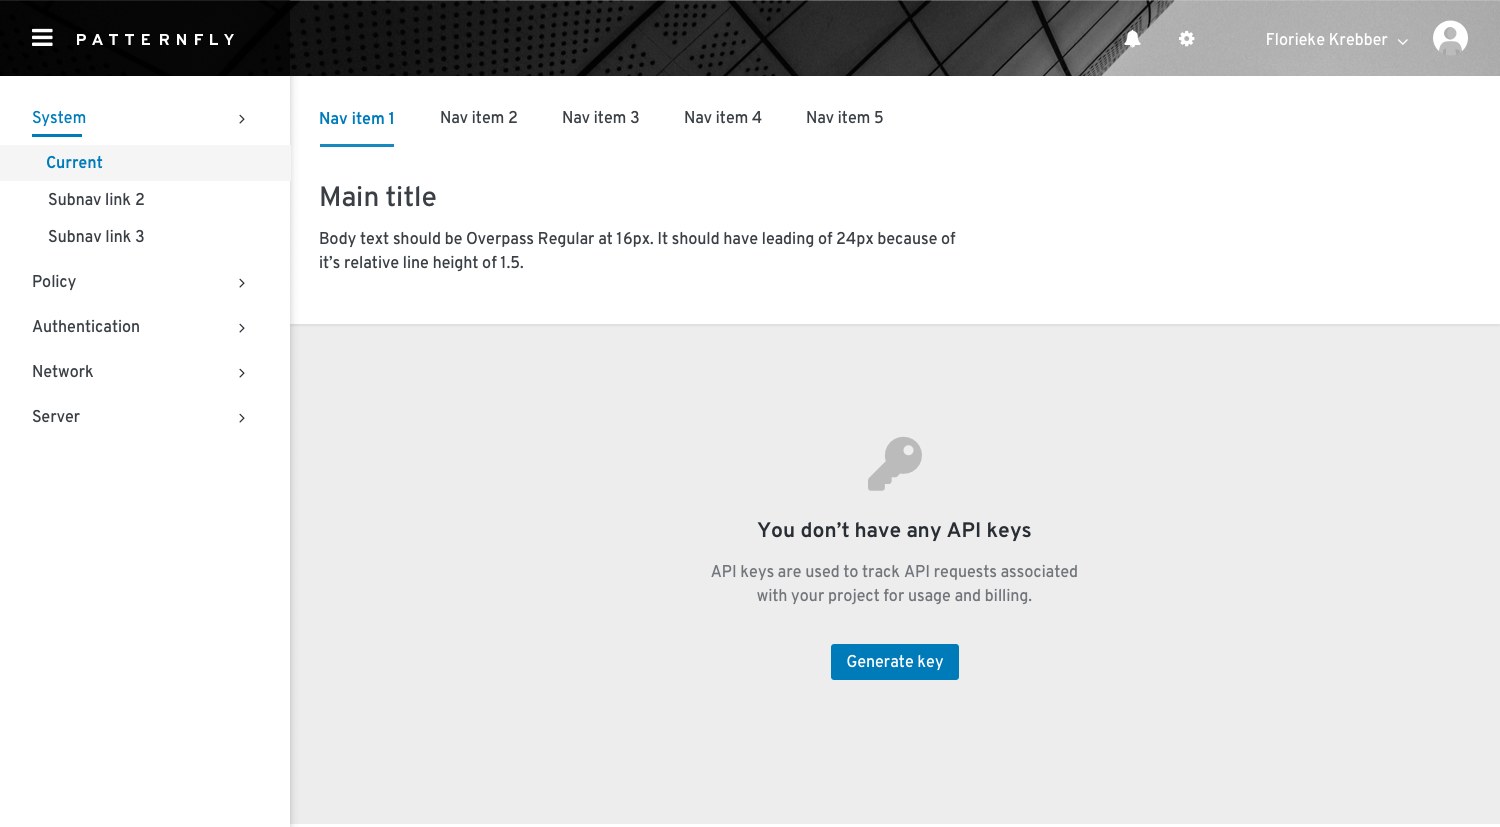 PATTERNFLY
Florieke Krebber
System
Current
Subnav link 2
Subnav link 3
Policy
Authentication
Network
Server
Nav item 1
Nav item 2
Nav item 3
Nav item 4
Nav item 5
Main title
Body text should be Overpass Regular at 16px. It should have leading of 24px because of
it’s relative line height of 1.5.
You don’t have any API keys
API keys are used to track API requests associated
with your project for usage and billing.
Generate key